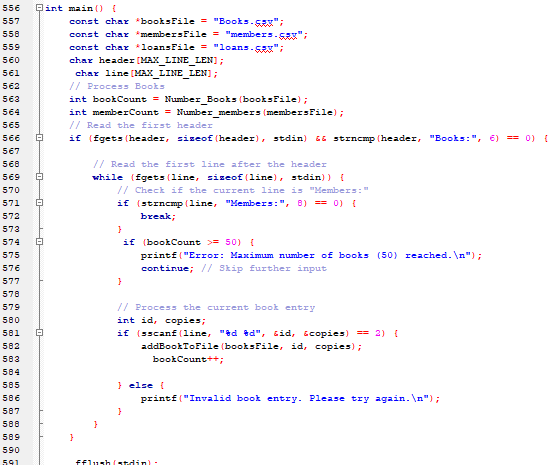 556 int main() {
557 const char *booksFile = "Books.csv";
558 const char *membersFile = "members.csv";
559 const char *loansFile = "loans.csv";
560 char header[MAX_LINE_LEN];
561 char line[MAX_LINE_LEN];
562 // Process Books
563 int bookCount = Number_Books(booksFile);
564 int memberCount = Number_members(membersFile);
565 // Read the first header
566 if (fgets(header, sizeof(header), stdin) && strncmp(header, "Books:", 6) == 0) {
567
568 // Read the first line after the header
569 while (fgets(line, sizeof(line), stdin)) {
570 // Check if the current line is "Members:"
571 if (strncmp(line, "Members:", 8) == 0) {
572 break;
573 }
574 if (bookCount >= 50) {
575 printf("Error: Maximum number of books (50) reached.\n");
576 continue; // Skip further input
577 }
578
579 // Process the current book entry
580 int id, copies;
581 if (sscanf(line, "%d %d", &id, &copies) == 2) {
582 addBookToFile(booksFile, id, copies);
583 bookCount++;
584
585 } else {
586 printf("Invalid book entry. Please try again.\n");
587 }
588 }
589 }
590
591 fflush(stdin);